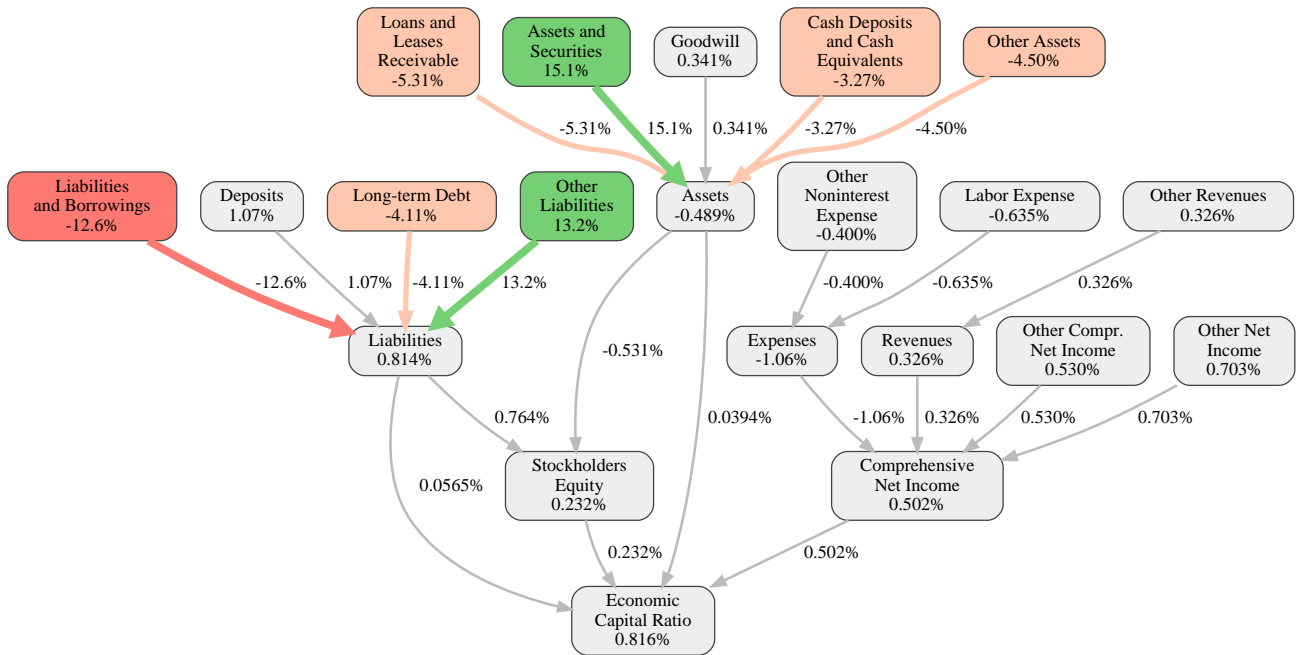 Loans and
Leases
Receivable
-5.31%
Assets and
Securities
15.1%
Goodwill
0.341%
Cash Deposits
and Cash
Equivalents
-3.27%
Other Assets
-4.50%
-5.31%
15.1%
0.341%
-3.27%
-4.50%
Liabilities
and Borrowings
-12.6%
Deposits
1.07%
Long-term Debt
-4.11%
Other
Liabilities
13.2%
Assets
-0.489%
Other
Noninterest
Expense
-0.400%
Labor Expense
-0.635%
Other Revenues
0.326%
-12.6%
1.07%
-4.11%
13.2%
-0.400%
-0.635%
0.326%
Liabilities
0.814%
-0.531%
Expenses
-1.06%
Revenues
0.326%
Other Compr.
Net Income
0.530%
Other Net
Income
0.703%
0.764%
0.0394%
-1.06%
0.326%
0.530%
0.703%
0.0565%
Stockholders
Equity
0.232%
Comprehensive
Net Income
0.502%
0.232%
0.502%
Economic
Capital Ratio
0.816%